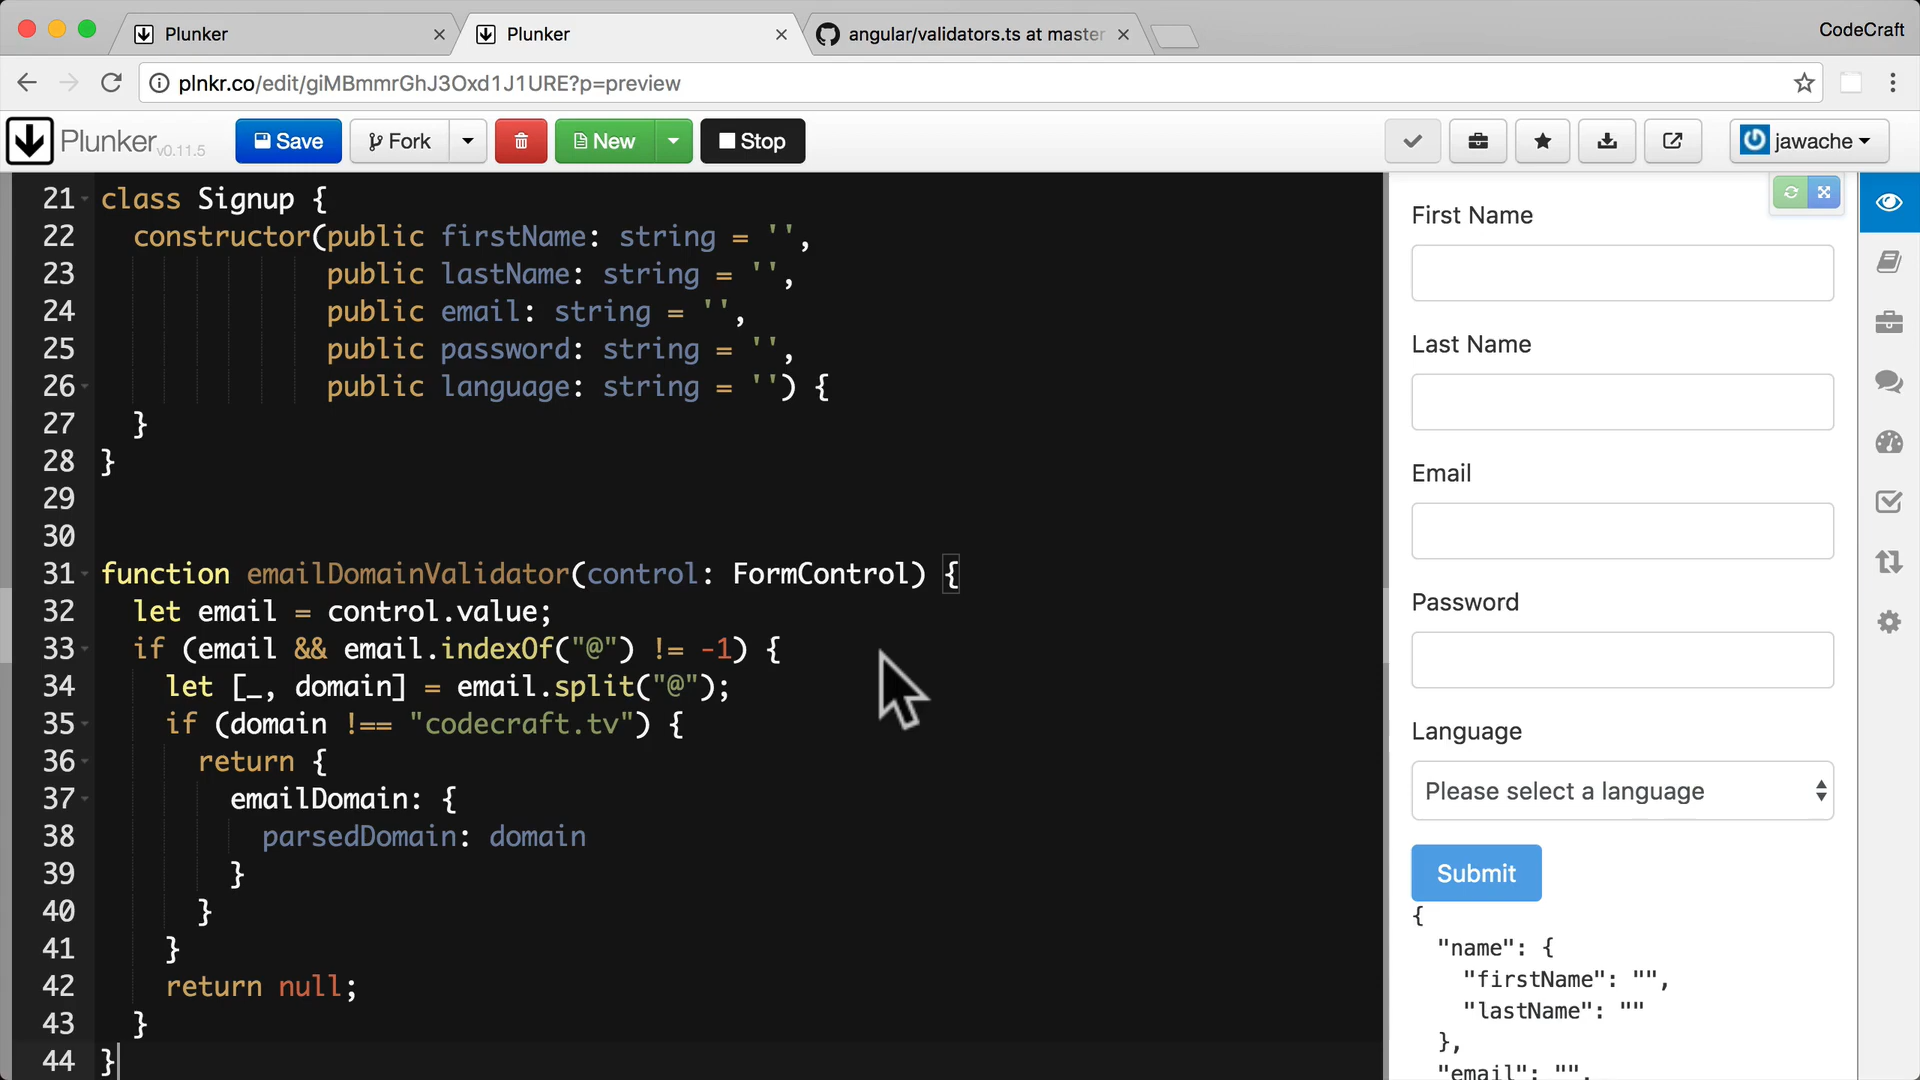 Plunker
Plunker
angular/validators.ts at master
CodeCraft
plnkr.co/edit/giMBmmrGhJ3Oxd1J1URE?p=preview
Plunker v0.11.5
Save
Fork
New
Stop
jawache
21 class Signup {
22 constructor(public firstName: string = '',
23 public lastName: string = '',
24 public email: string = '',
25 public password: string = '',
26 public language: string = '') {
27 }
28 }
29
30
31 function emailDomainValidator(control: FormControl) {
32 let email = control.value;
33 if (email && email.indexOf("@") != -1) {
34 let [_, domain] = email.split("@");
35 if (domain !== "codecraft.tv") {
36 return {
37 emailDomain: {
38 parsedDomain: domain
39 }
40 }
41 }
42 return null;
43 }
44 }
First Name
Last Name
Email
Password
Language
Please select a language
Submit
{
"name": {
"firstName": "",
"lastName": ""
},
"email": "",